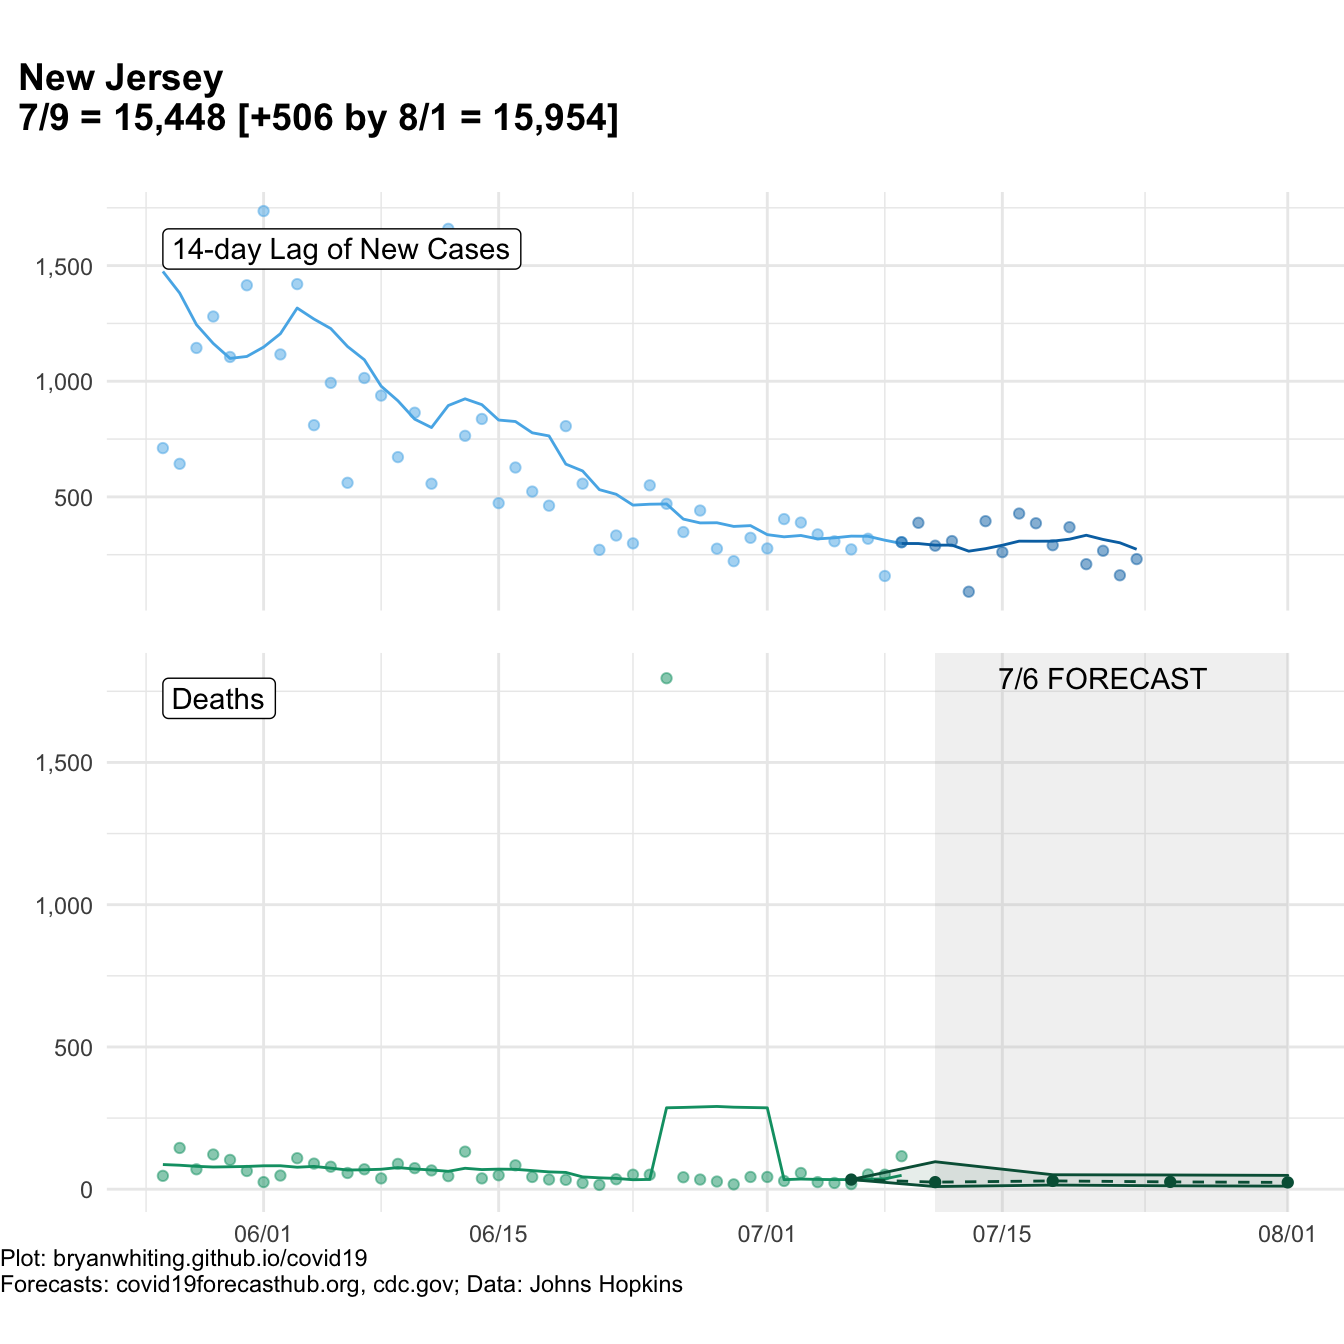 New Jersey
7/9 = 15,448 [+506 by 8/1 = 15,954]
14-day Lag of New Cases
1,500
1,000
500
Deaths
7/6 FORECAST
1,500
1,000
500
0
06/01 06/15 07/01 07/15 08/01
Plot: bryanwhiting.github.io/covid19
Forecasts: covid19forecasthub.org, cdc.gov; Data: Johns Hopkins